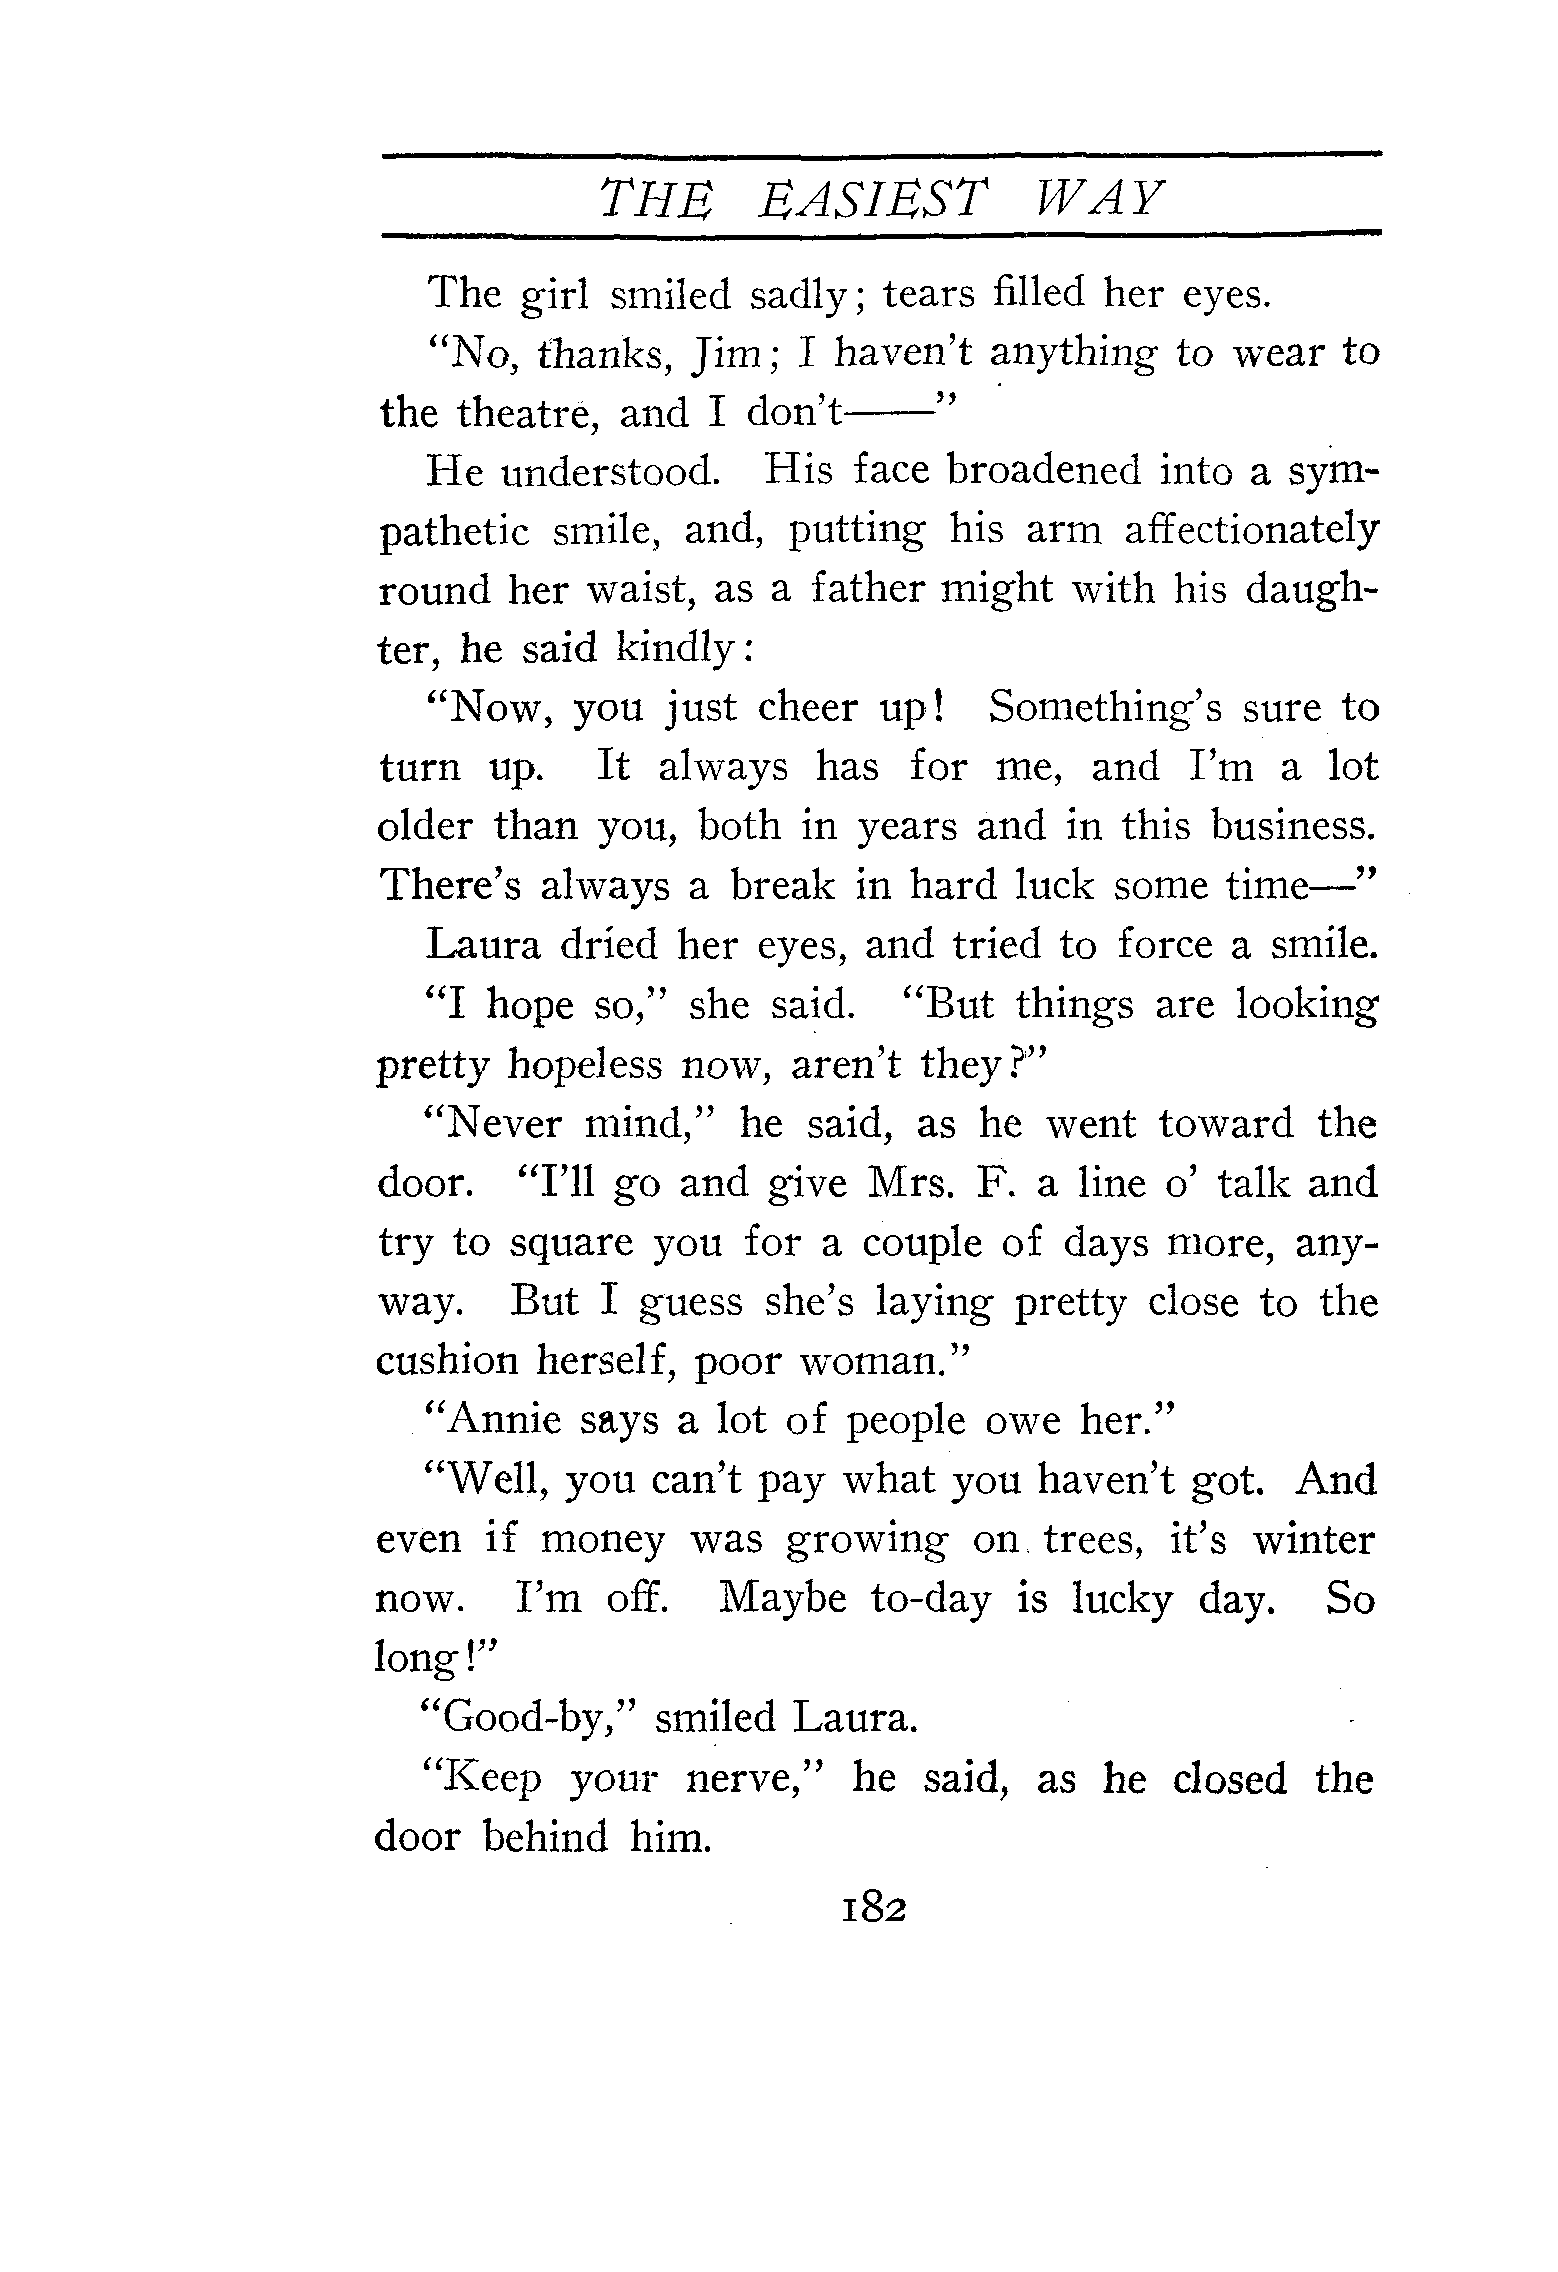 THE EASIEST WAY
The girl smiled sadly; tears filled her eyes.
“No, thanks, Jim; I haven’t anything to wear to
the theatre, and I don’t——”
He understood. His face broadened into a sym-
pathetic smile, and, putting his arm affectionately
round her waist, as a father might with his daugh-
ter, he said kindly:
“Now, you just cheer up! Something’s sure to
turn up. It always has for me, and I’m a lot
older than you, both in years and in this business.
There’s always a break in hard luck some time—”
Laura dried her eyes, and tried to force a smile.
“I hope so,” she said. “But things are looking
pretty hopeless now, aren’t they?”
“Never mind,” he said, as he went toward the
door. “I’ll go and give Mrs. F. a line o’ talk and
try to square you for a couple of days more, any-
way. But I guess she’s laying pretty close to the
cushion herself, poor woman.”
“Annie says a lot of people owe her.”
“Well, you can’t pay what you haven’t got. And
even if money was growing on trees, it’s winter
now. I’m off. Maybe to-day is lucky day. So
long!”
“Good-by,” smiled Laura.
“Keep your nerve,” he said, as he closed the
door behind him.
182